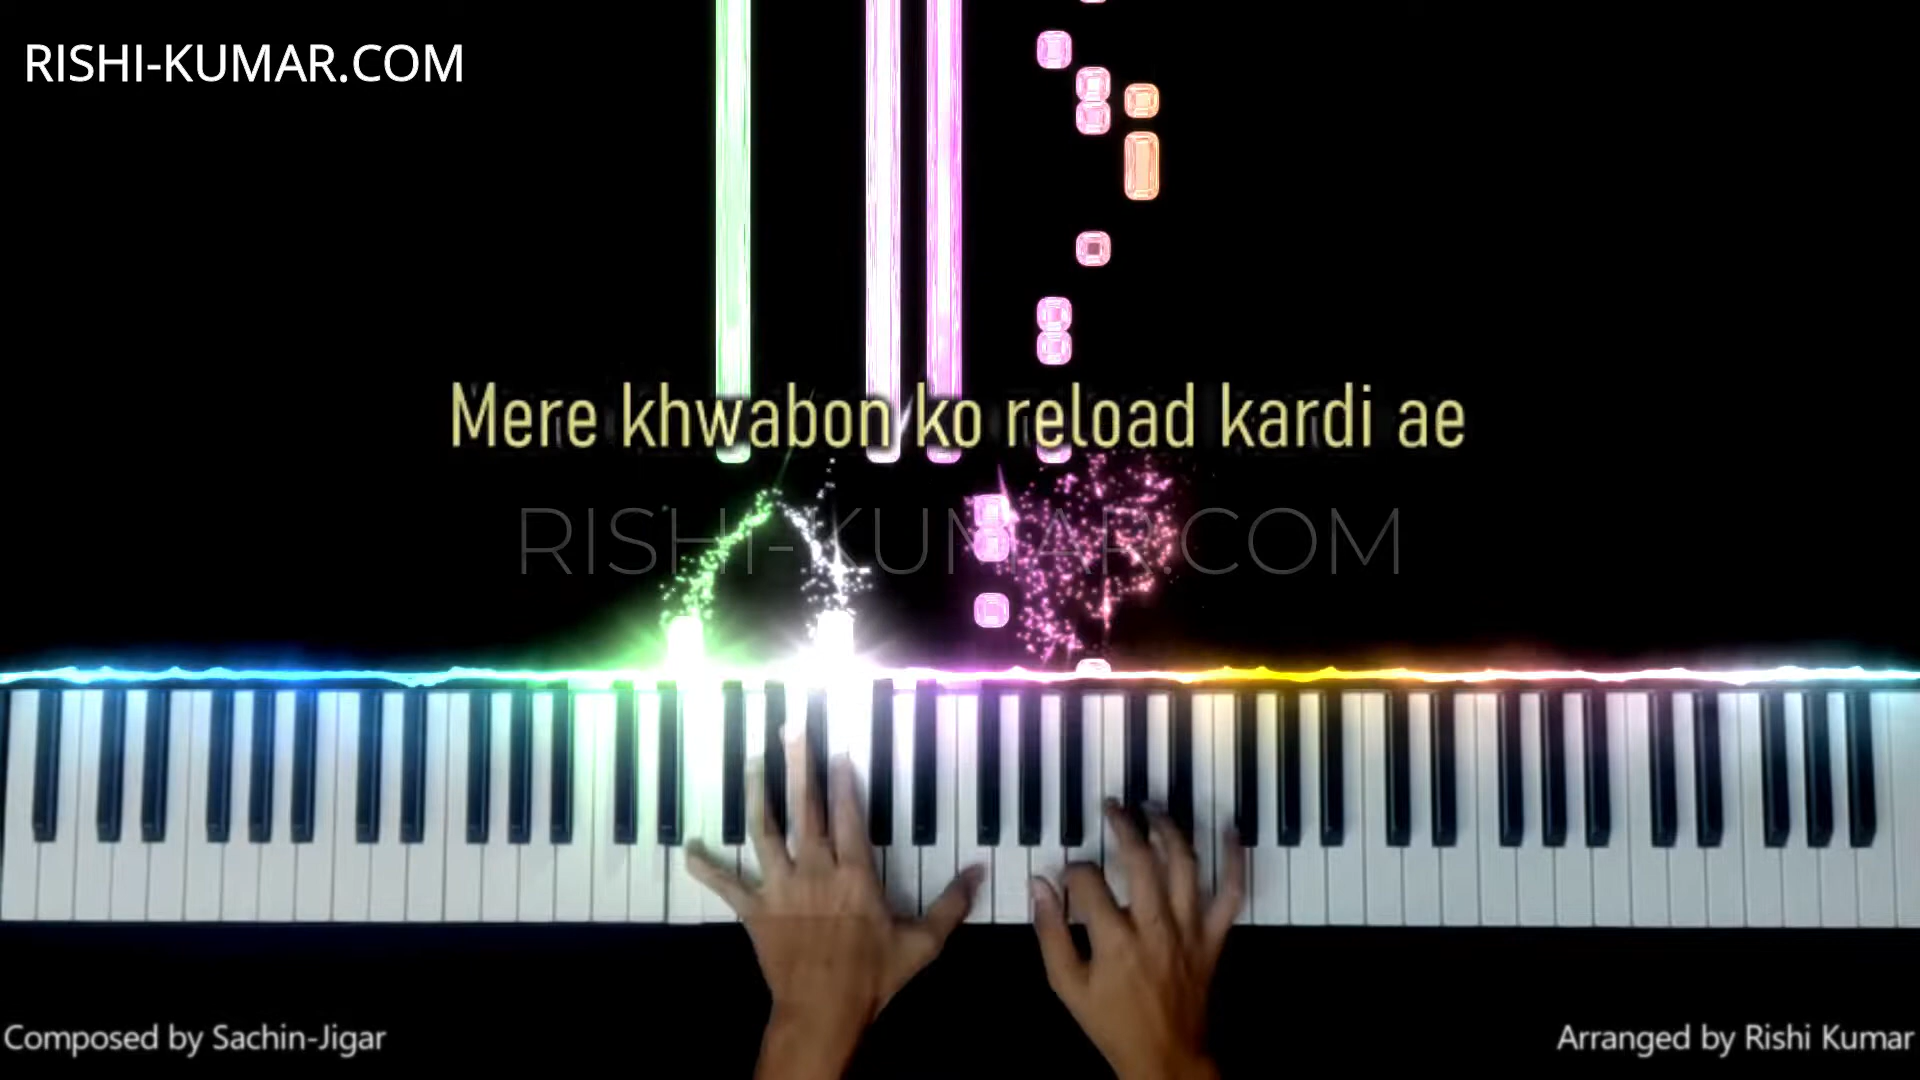 RISHI-KUMAR.COM
Mere khwabon ko reload kardi ae
RISHI-KUMAR.COM
Composed by Sachin-Jigar
Arranged by Rishi Kumar